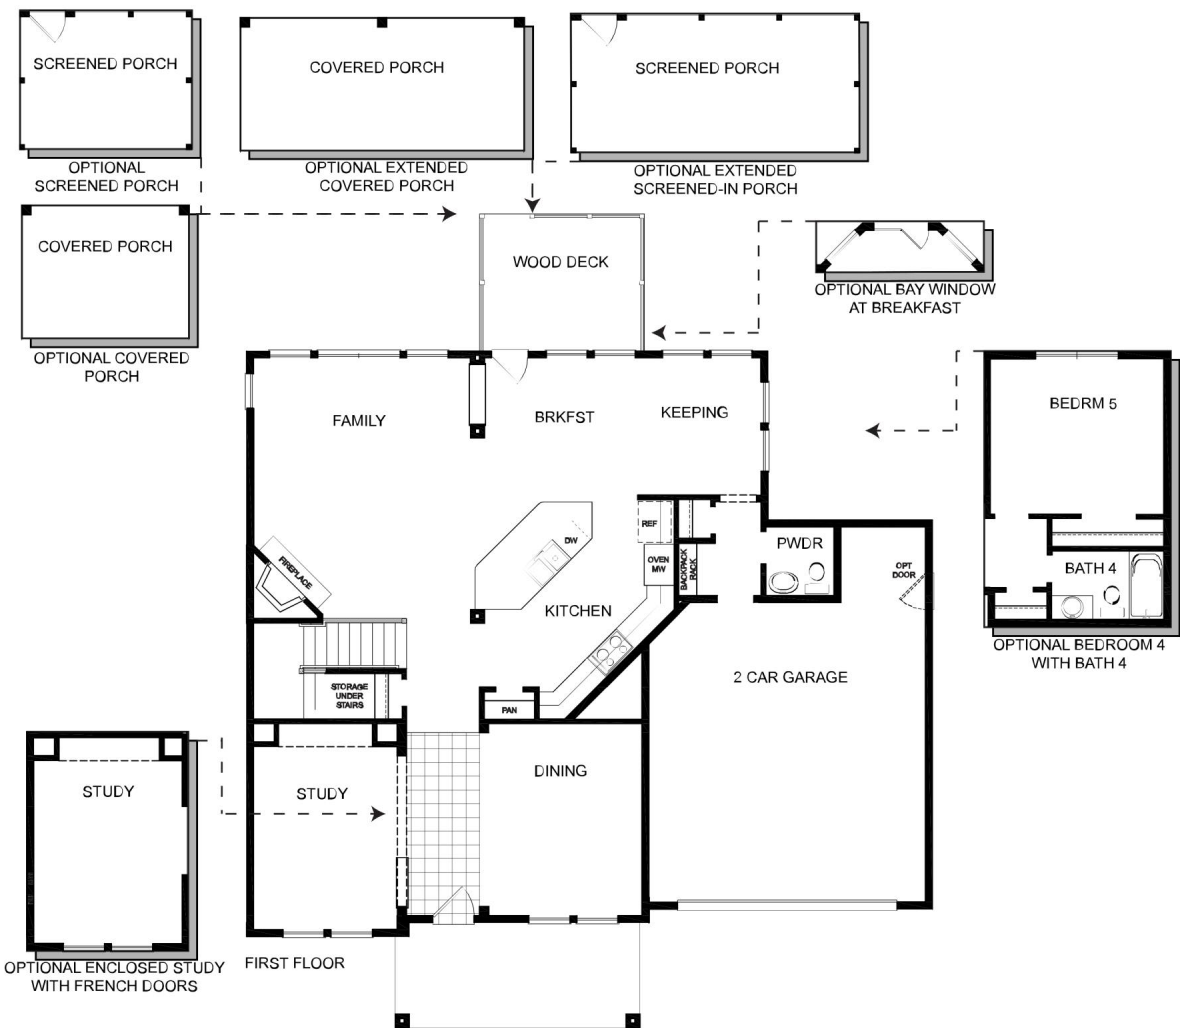 SCREENED PORCH
OPTIONAL
SCREENED PORCH
COVERED PORCH
OPTIONAL EXTENDED
COVERED PORCH
SCREENED PORCH
OPTIONAL EXTENDED
SCREENED-IN PORCH
COVERED PORCH
OPTIONAL COVERED
PORCH
WOOD DECK
OPTIONAL BAY WINDOW
AT BREAKFAST
FAMILY
BRKFST
KEEPING
BEDRM 5
BATH 4
OPTIONAL BEDROOM 4
WITH BATH 4
REF
DW
OVEN
MW
BACKPACK
RACK
PWDR
OPT
DOOR
FIREPLACE
KITCHEN
2 CAR GARAGE
STORAGE
UNDER
STAIRS
PAN
STUDY
OPTIONAL ENCLOSED STUDY
WITH FRENCH DOORS
STUDY
DINING
FIRST FLOOR